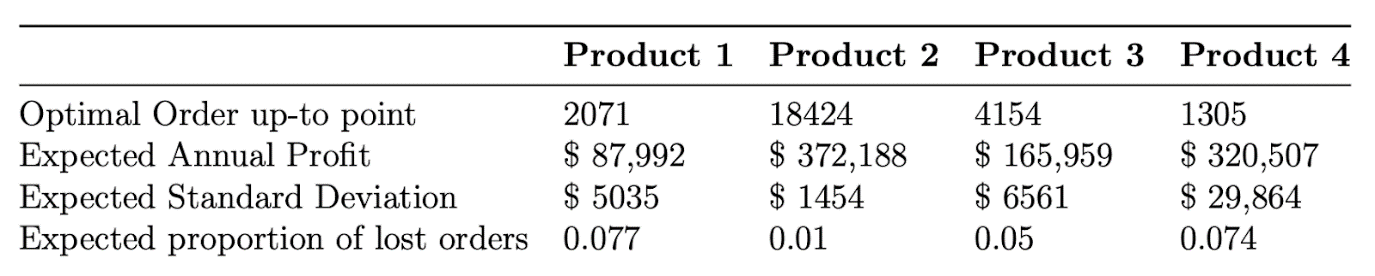 Product 1 Product 2 Product 3 Product 4
Optimal Order up-to point 2071 18424 4154 1305
Expected Annual Profit $ 87,992 $ 372,188 $ 165,959 $ 320,507
Expected Standard Deviation $ 5035 $ 1454 $ 6561 $ 29,864
Expected proportion of lost orders 0.077 0.01 0.05 0.074